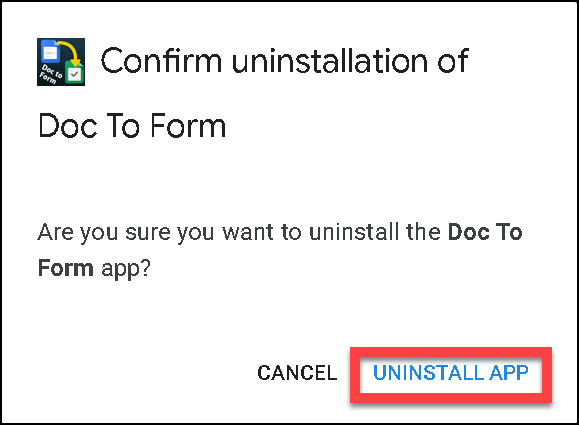 Doc to
Form
Confirm uninstallation of
Doc To Form
Are you sure you want to uninstall the Doc To
Form app?
CANCEL UNINSTALL APP